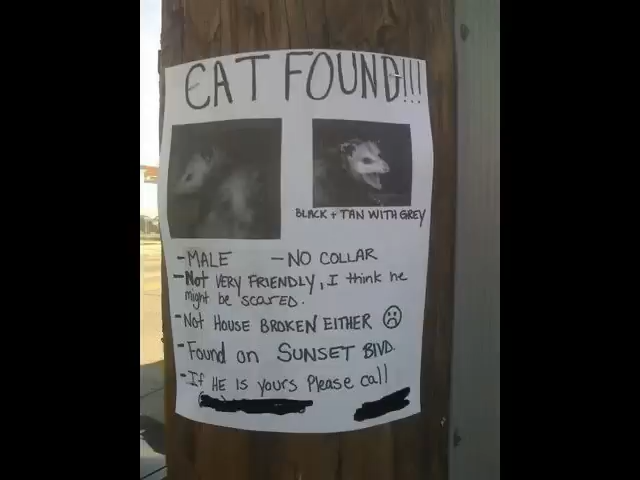 CAT FOUND!!!
BLACK + TAN WITH GREY
- MALE - NO COLLAR
- Not VERY FRIENDLY, I think he
might be scared.
- Not House BROKEN EITHER ☹
- Found on SUNSET BLVD.
- If HE IS yours Please call